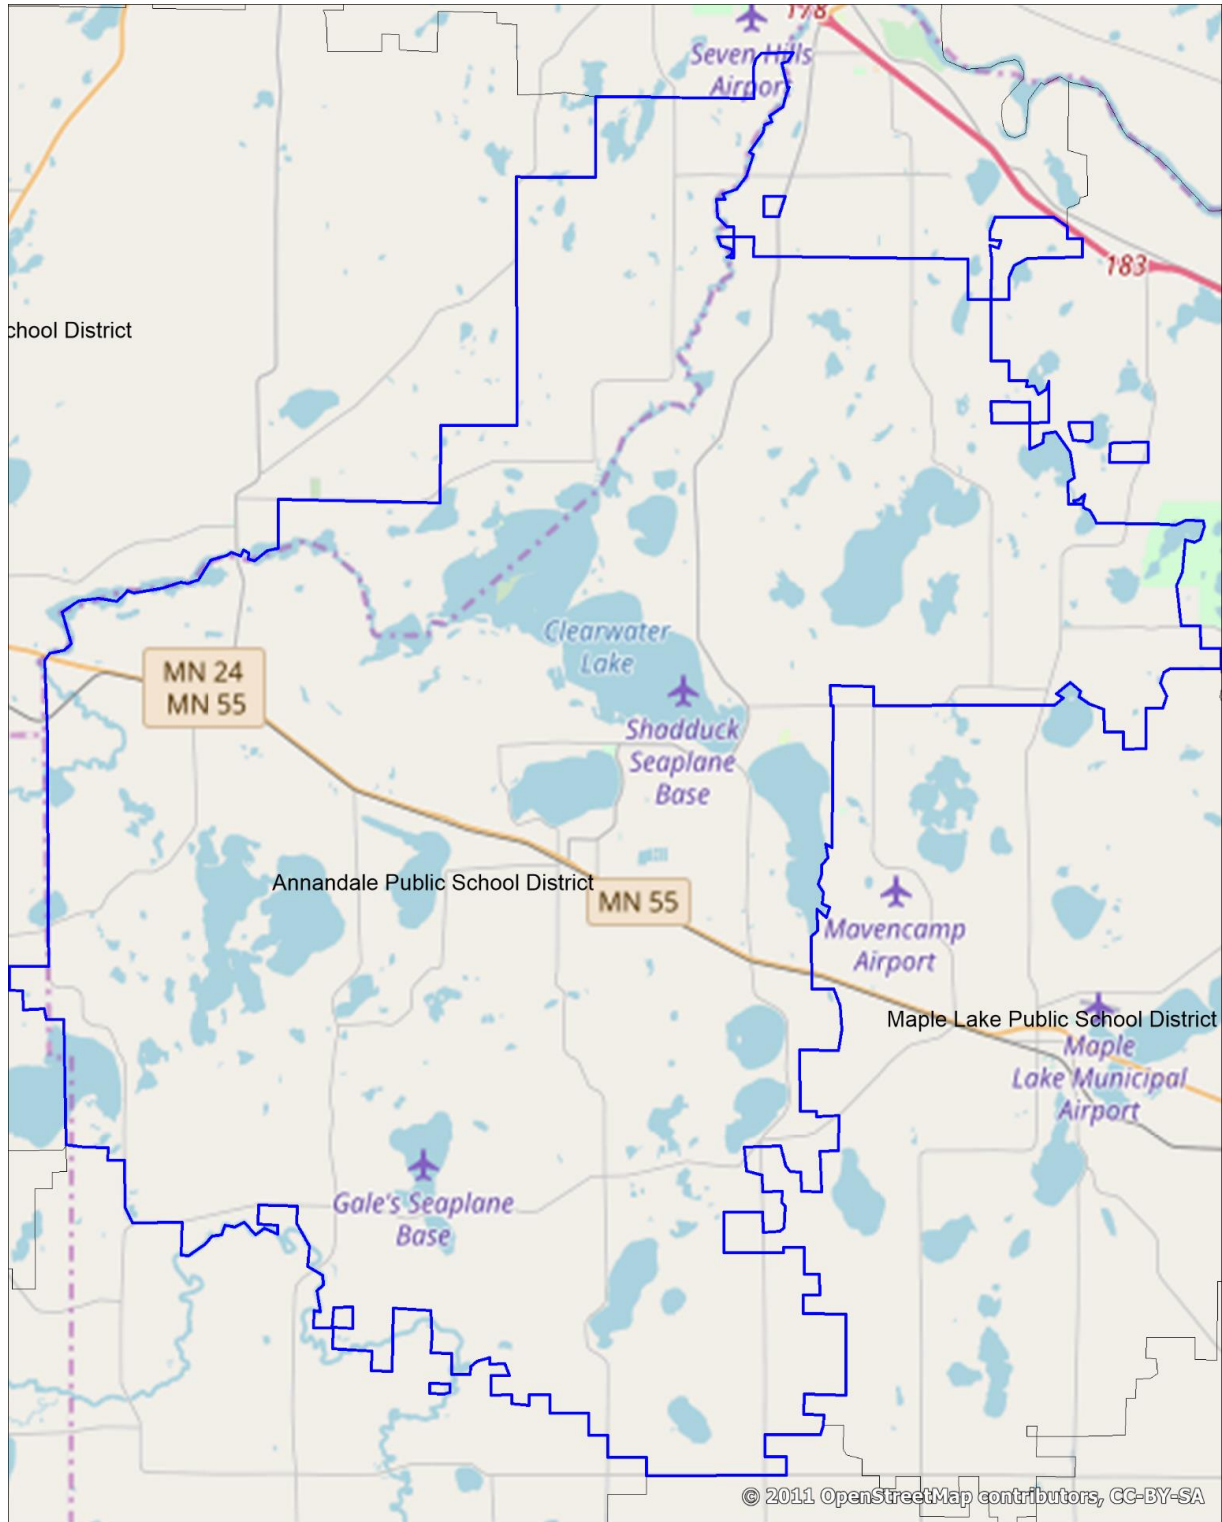 178
Seven Hills
Airport
183
chool District
Clearwater
Lake
MN 24
MN 55
Shadduck
Seaplane
Base
Annandale Public School District
MN 55
Mavencamp
Airport
Maple Lake Public School District
Maple
Lake Municipal
Airport
Gale's Seaplane
Base
© 2011 OpenStreetMap contributors, CC-BY-SA